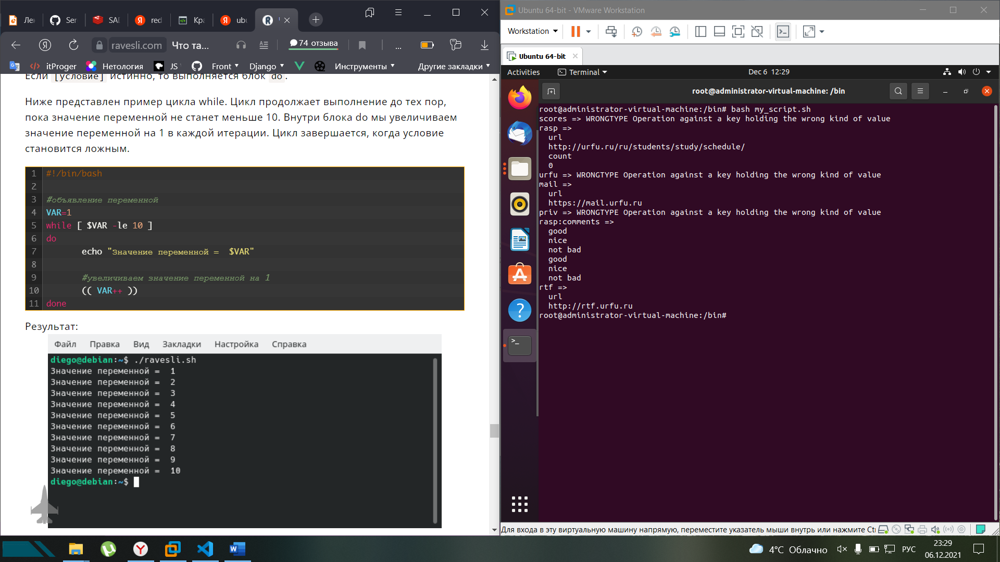 Лек
Ser
SAD
red
Кра
ubu
ravesli.com
Что та...
74 отзыва
...
itProger
Нетология
JS
Front
Django
Инструменты
Другие закладки
Если [условие] истинно, то выполняется блок do.
Ниже представлен пример цикла while. Цикл продолжает выполнение до тех пор,
пока значение переменной не станет меньше 10. Внутри блока do мы увеличиваем
значение переменной на 1 в каждой итерации. Цикл завершается, когда условие
становится ложным.
1 #!/bin/bash
2
3 #объявление переменной
4 VAR=1
5 while [ $VAR -le 10 ]
6 do
7 echo "Значение переменной = $VAR"
8
9 #увеличиваем значение переменной на 1
10 (( VAR++ ))
11 done
Результат:
Файл Правка Вид Закладки Настройка Справка
diego@debian:~$ ./ravesli.sh
Значение переменной = 1
Значение переменной = 2
Значение переменной = 3
Значение переменной = 4
Значение переменной = 5
Значение переменной = 6
Значение переменной = 7
Значение переменной = 8
Значение переменной = 9
Значение переменной = 10
diego@debian:~$
Ubuntu 64-bit - VMware Workstation
Workstation
Ubuntu 64-bit
Activities
Terminal
Dec 6 12:29
root@administrator-virtual-machine: /bin
root@administrator-virtual-machine:/bin# bash my_script.sh
scores => WRONGTYPE Operation against a key holding the wrong kind of value
rasp =>
url
http://urfu.ru/ru/students/study/schedule/
count
0
urfu => WRONGTYPE Operation against a key holding the wrong kind of value
mail =>
url
https://mail.urfu.ru
priv => WRONGTYPE Operation against a key holding the wrong kind of value
rasp:comments =>
good
nice
not bad
good
nice
not bad
rtf =>
url
http://rtf.urfu.ru
root@administrator-virtual-machine:/bin#
Для входа в эту виртуальную машину напрямую, переместите указатель мыши внутрь или нажмите Ct
4°C Облачно
РУС
23:29
06.12.2021